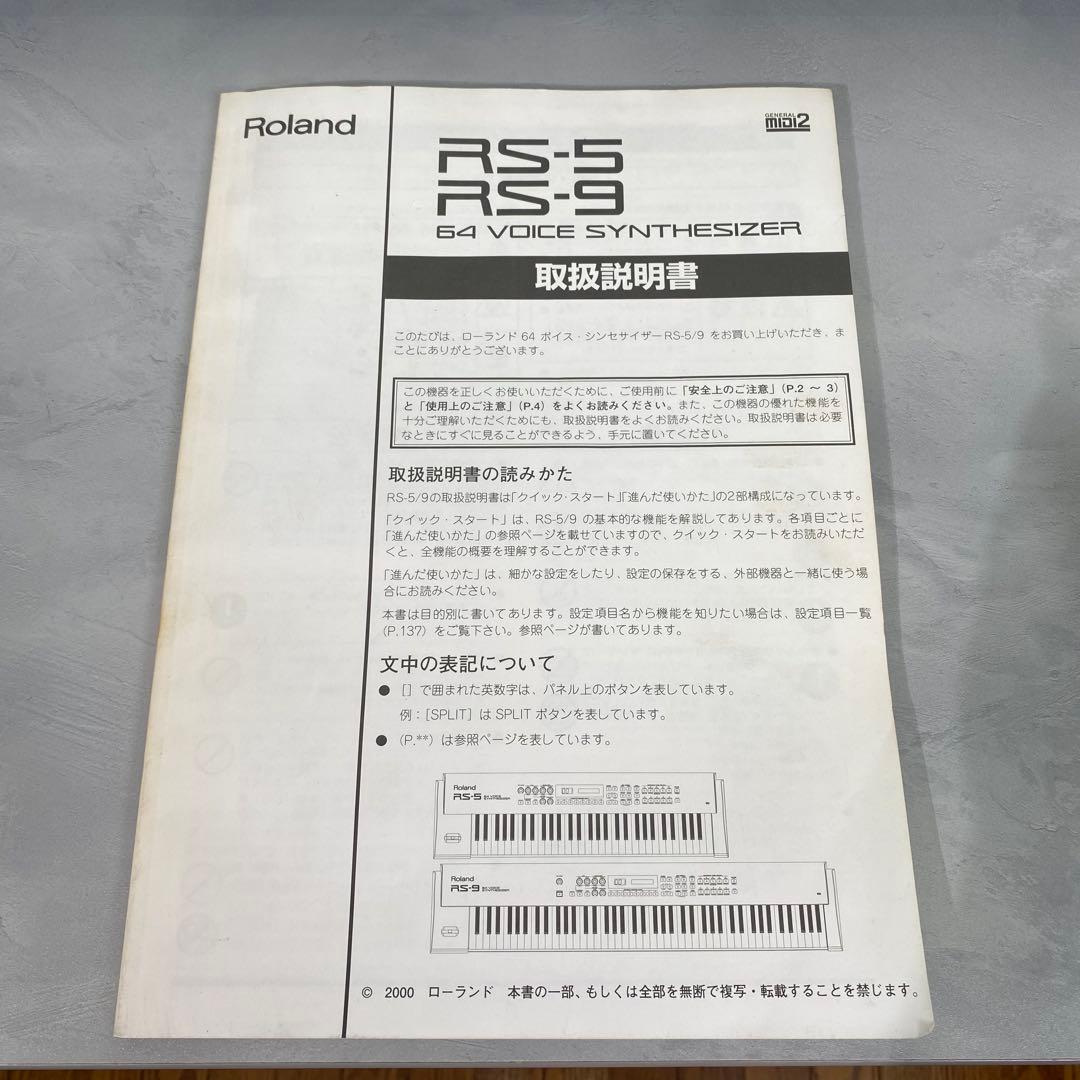 Roland
GENERAL
MIDI2
RS-5
RS-9
64 VOICE SYNTHESIZER
取扱説明書
このたびは、ローランド 64 ボイス・シンセサイザー RS-5/9 をお買い上げいただき、ま
ことにありがとうございます。
この機器を正しくお使いいただくために、ご使用前に「安全上のご注意」（P.2 ～ 3）
と「使用上のご注意」（P.4）をよくお読みください。また、この機器の優れた機能を
十分ご理解いただくためにも、取扱説明書をよくお読みください。取扱説明書は必要
なときにすぐに見ることができるよう、手元に置いてください。
取扱説明書の読みかた
RS-5/9の取扱説明書は「クイック・スタート」「進んだ使いかた」の2部構成になっています。
「クイック・スタート」は、RS-5/9 の基本的な機能を解説してあります。各項目ごとに
「進んだ使いかた」の参照ページを載せていますので、クイック・スタートをお読みいただ
くと、全機能の概要を理解することができます。
「進んだ使いかた」は、細かな設定をしたり、設定の保存をする、外部機器と一緒に使う場
合にお読みください。
本書は目的別に書いてあります。設定項目名から機能を知りたい場合は、設定項目一覧
（P.137）をご覧下さい。参照ページが書いてあります。
文中の表記について
● ［］で囲まれた英数字は、パネル上のボタンを表しています。
例：［SPLIT］は SPLIT ボタンを表しています。
● （P.**）は参照ページを表しています。
Roland
RS-5 64 VOICE SYNTHESIZER
Roland
RS-9 64 VOICE SYNTHESIZER
© 2000 ローランド 本書の一部、もしくは全部を無断で複写・転載することを禁じます。